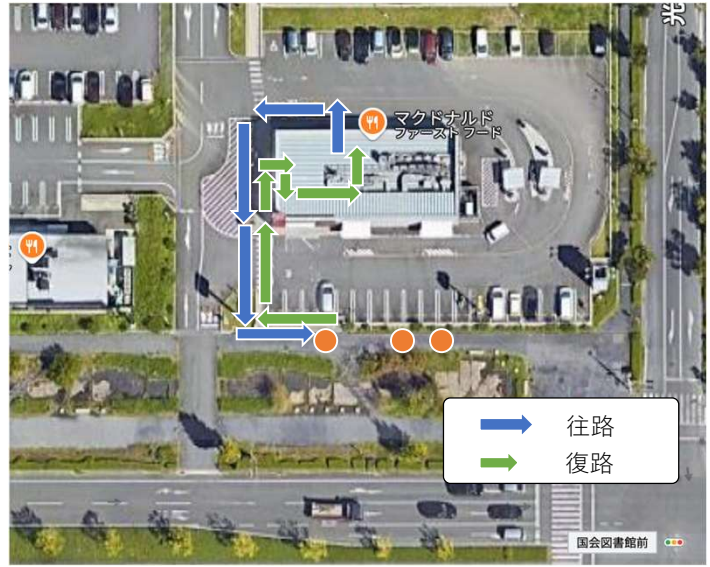 光
マクドナルド
ファースト フード
往路
復路
国会図書館前